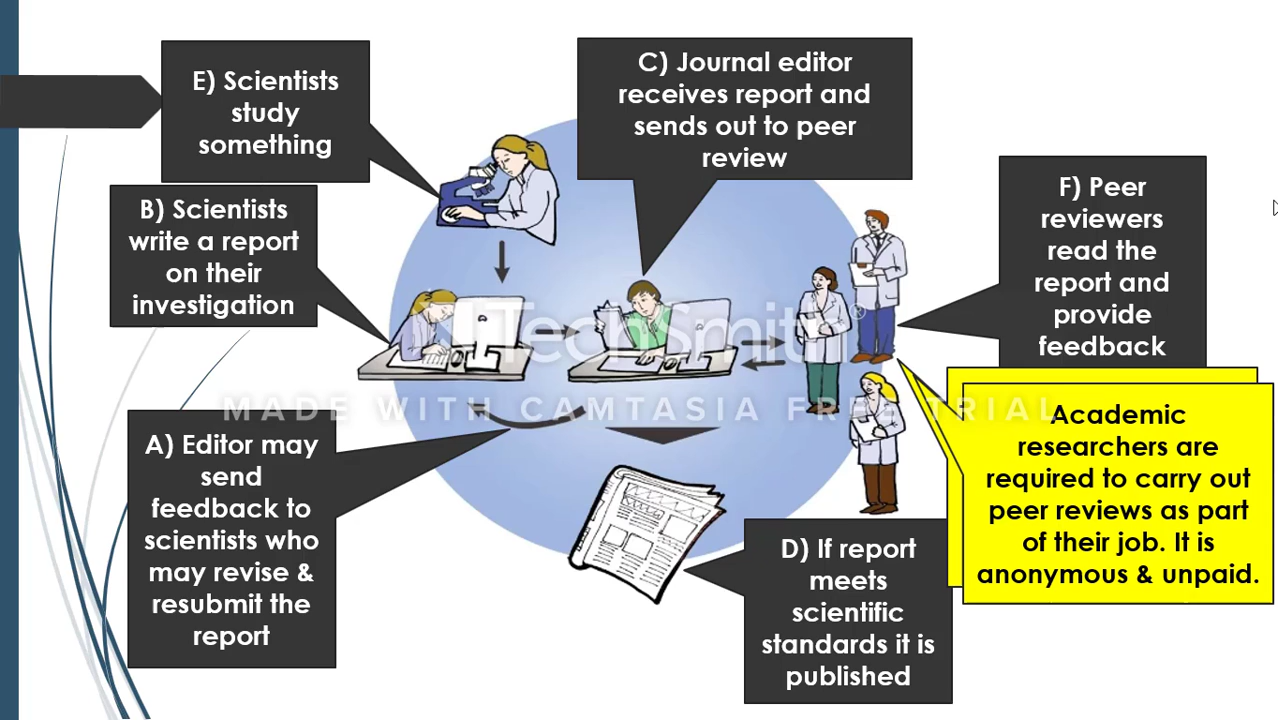 E) Scientists
study
something
C) Journal editor
receives report and
sends out to peer
review
B) Scientists
write a report
on their
investigation
F) Peer
reviewers
read the
report and
provide
feedback
TechSmith®
MADE WITH CAMTASIA FREE TRIAL
A) Editor may
send
feedback to
scientists who
may revise &
resubmit the
report
Academic
researchers are
required to carry out
peer reviews as part
of their job. It is
anonymous & unpaid.
D) If report
meets
scientific
standards it is
published